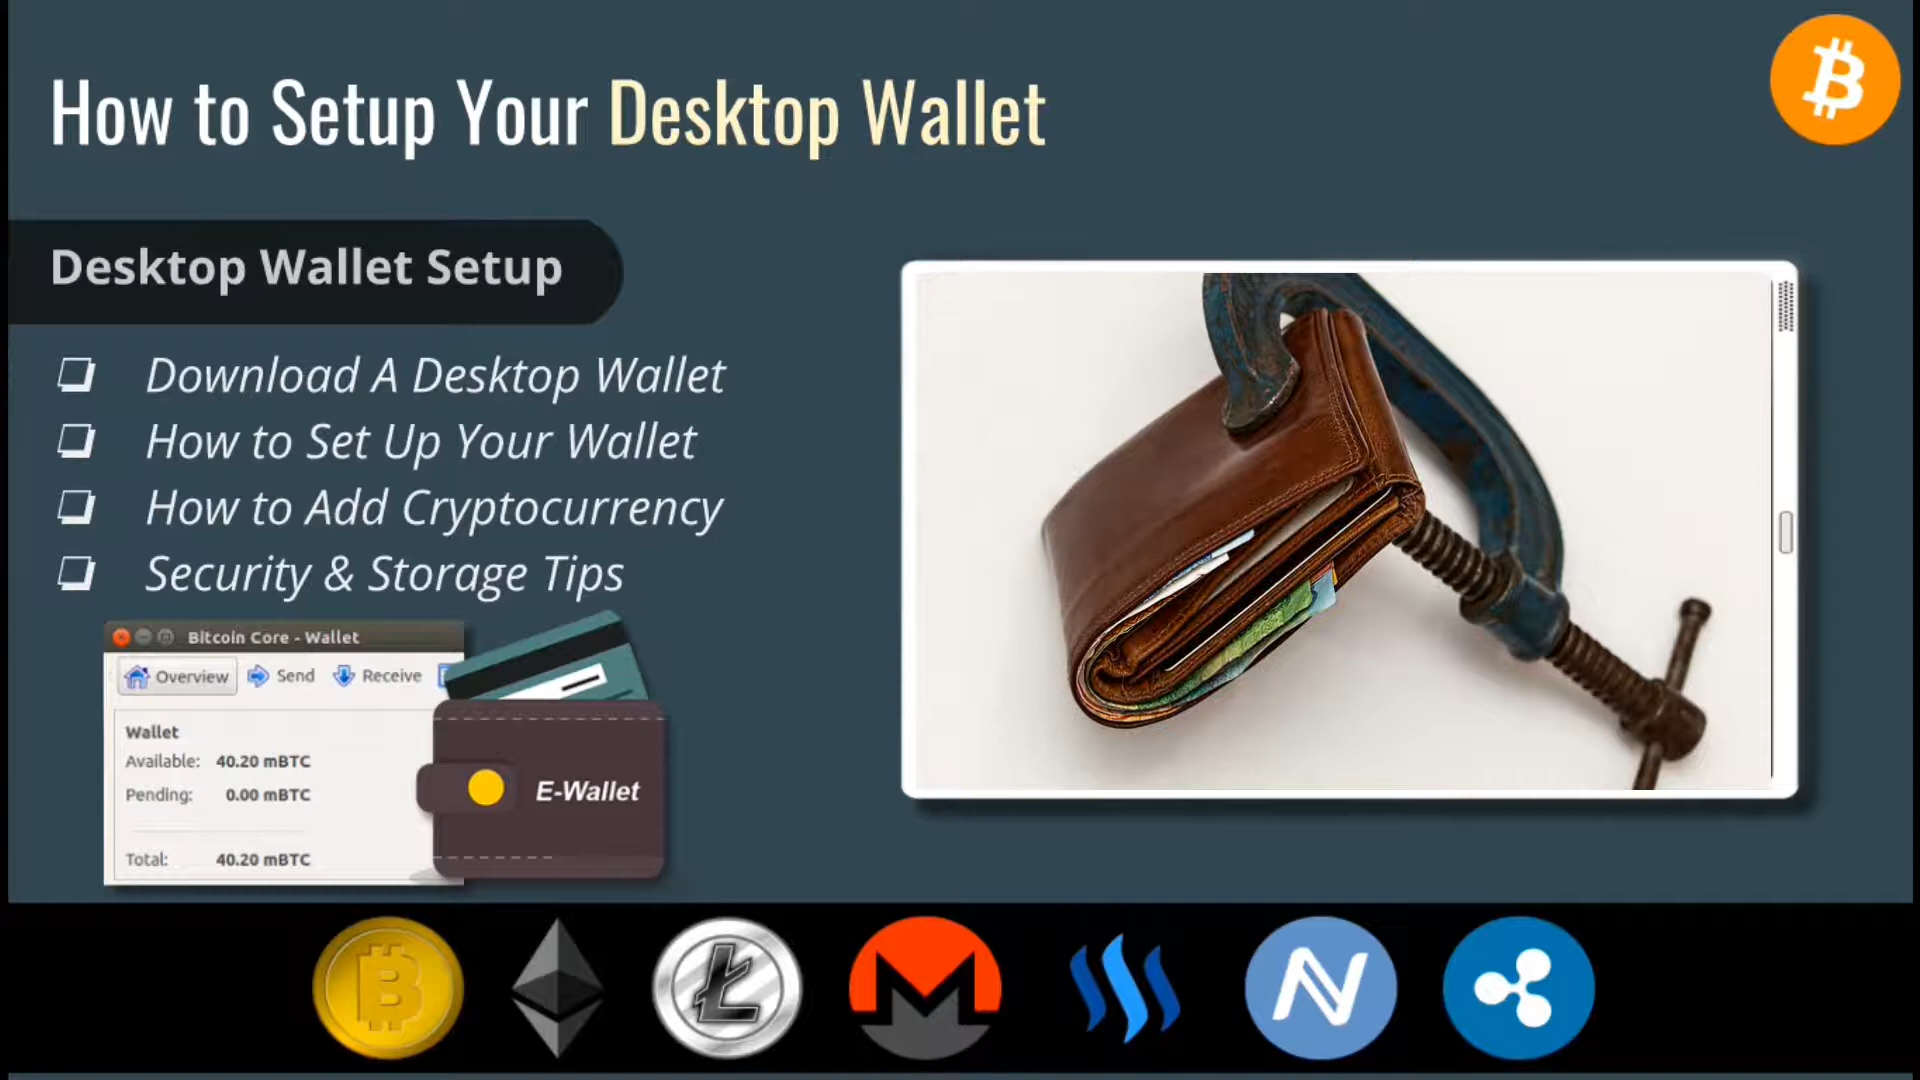 How to Setup Your Desktop Wallet
Desktop Wallet Setup
❏ Download A Desktop Wallet
❏ How to Set Up Your Wallet
❏ How to Add Cryptocurrency
❏ Security & Storage Tips
Bitcoin Core - Wallet
Overview Send Receive
Wallet
Available: 40.20 mBTC
Pending: 0.00 mBTC
Total: 40.20 mBTC
E-Wallet